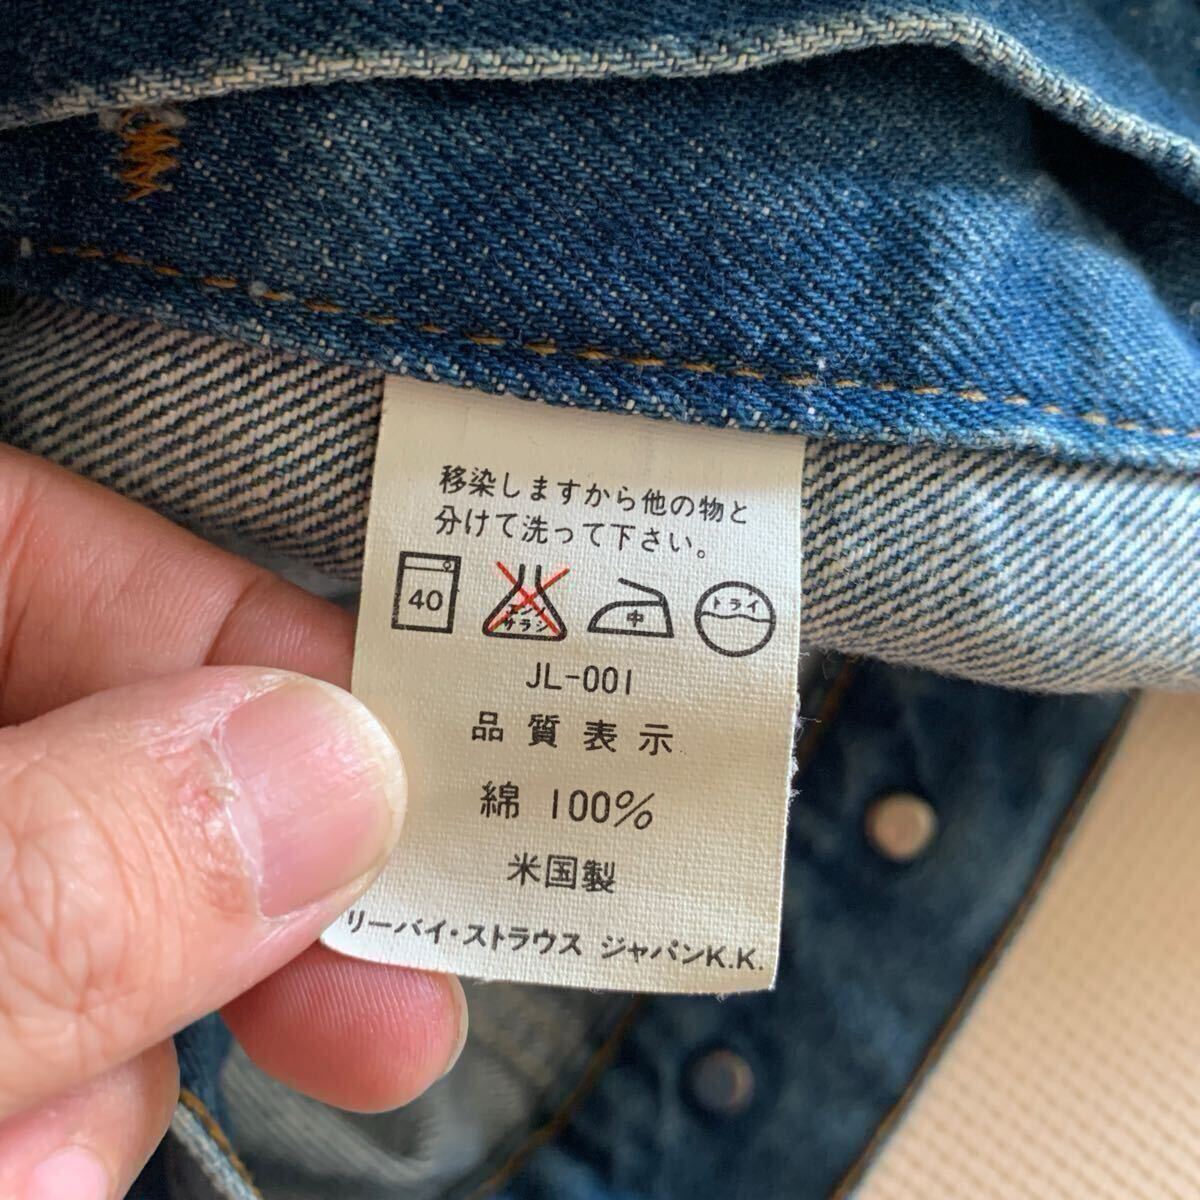 移染しますから他の物と
分けて洗って下さい。
40 エンソ サラシ 中 ドライ
JL-001
品質表示
綿 100%
米国製
リーバイ・ストラウス ジャパンK.K.